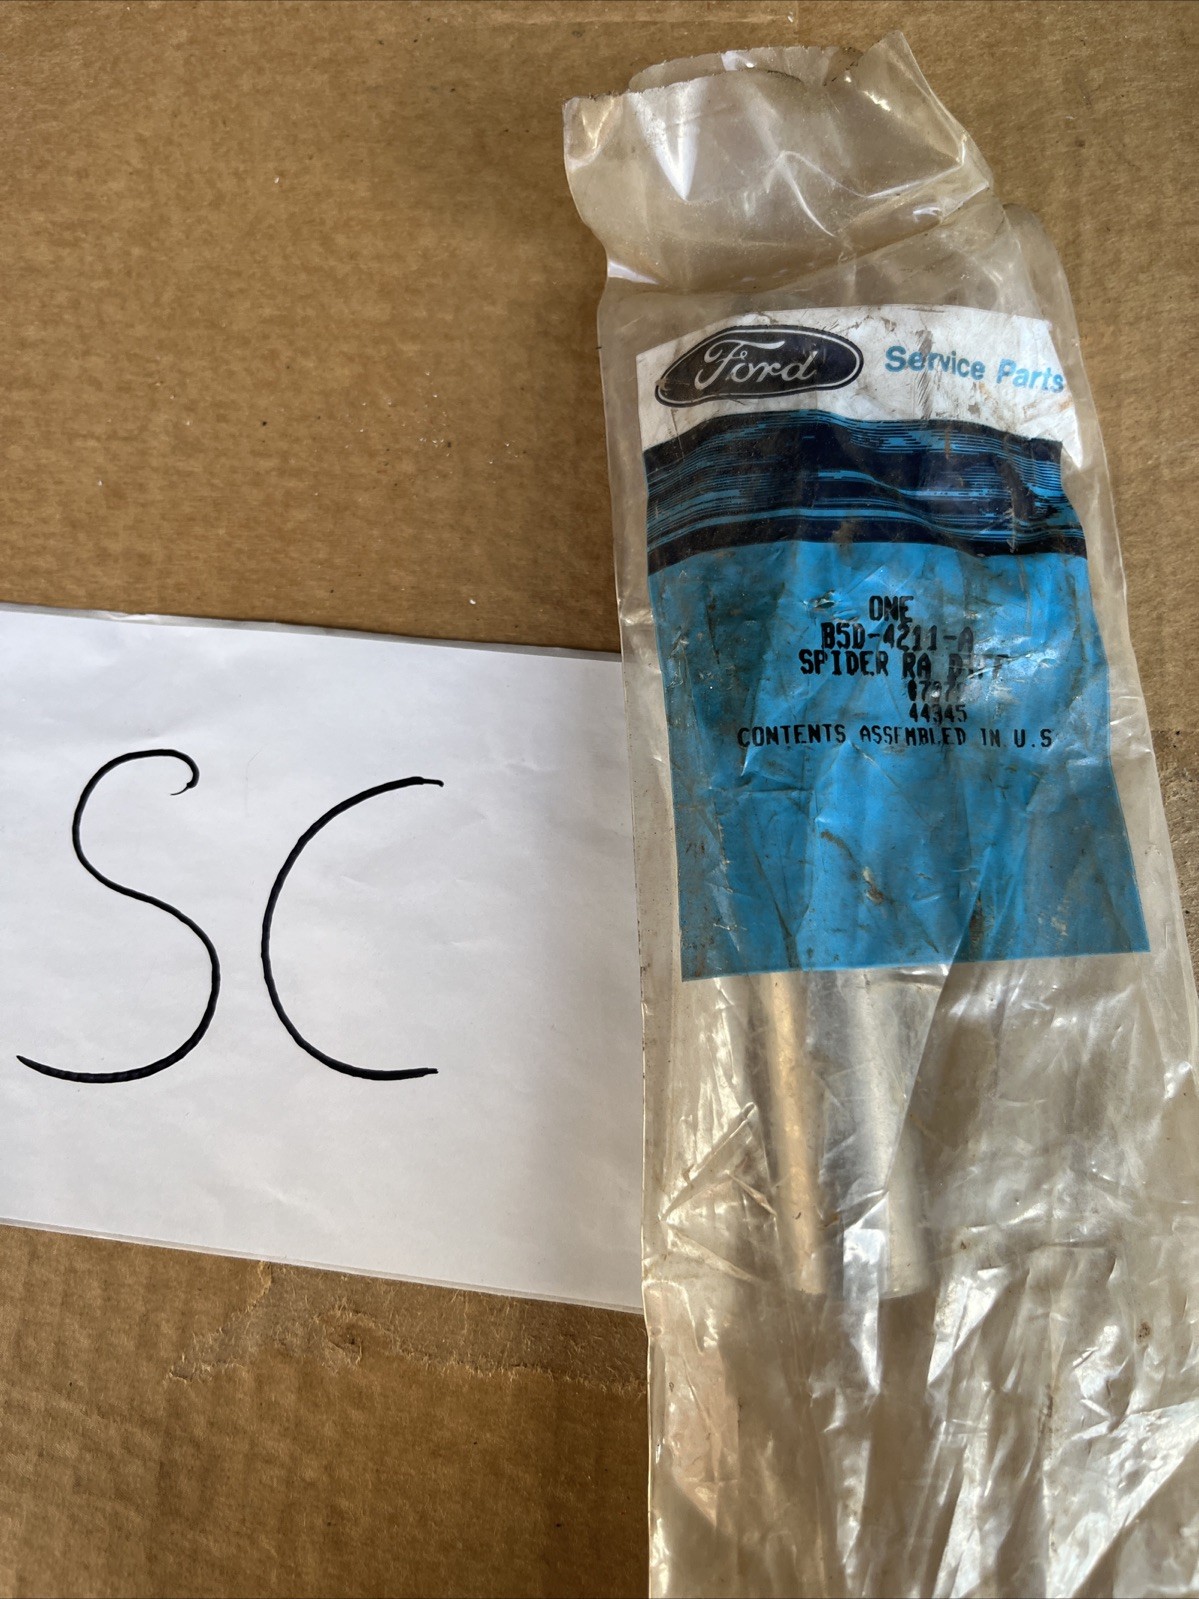 Ford Service Parts
ONE
B5D-4211-A
SPIDER RA
44345
CONTENTS ASSEMBLED IN U.S
SC